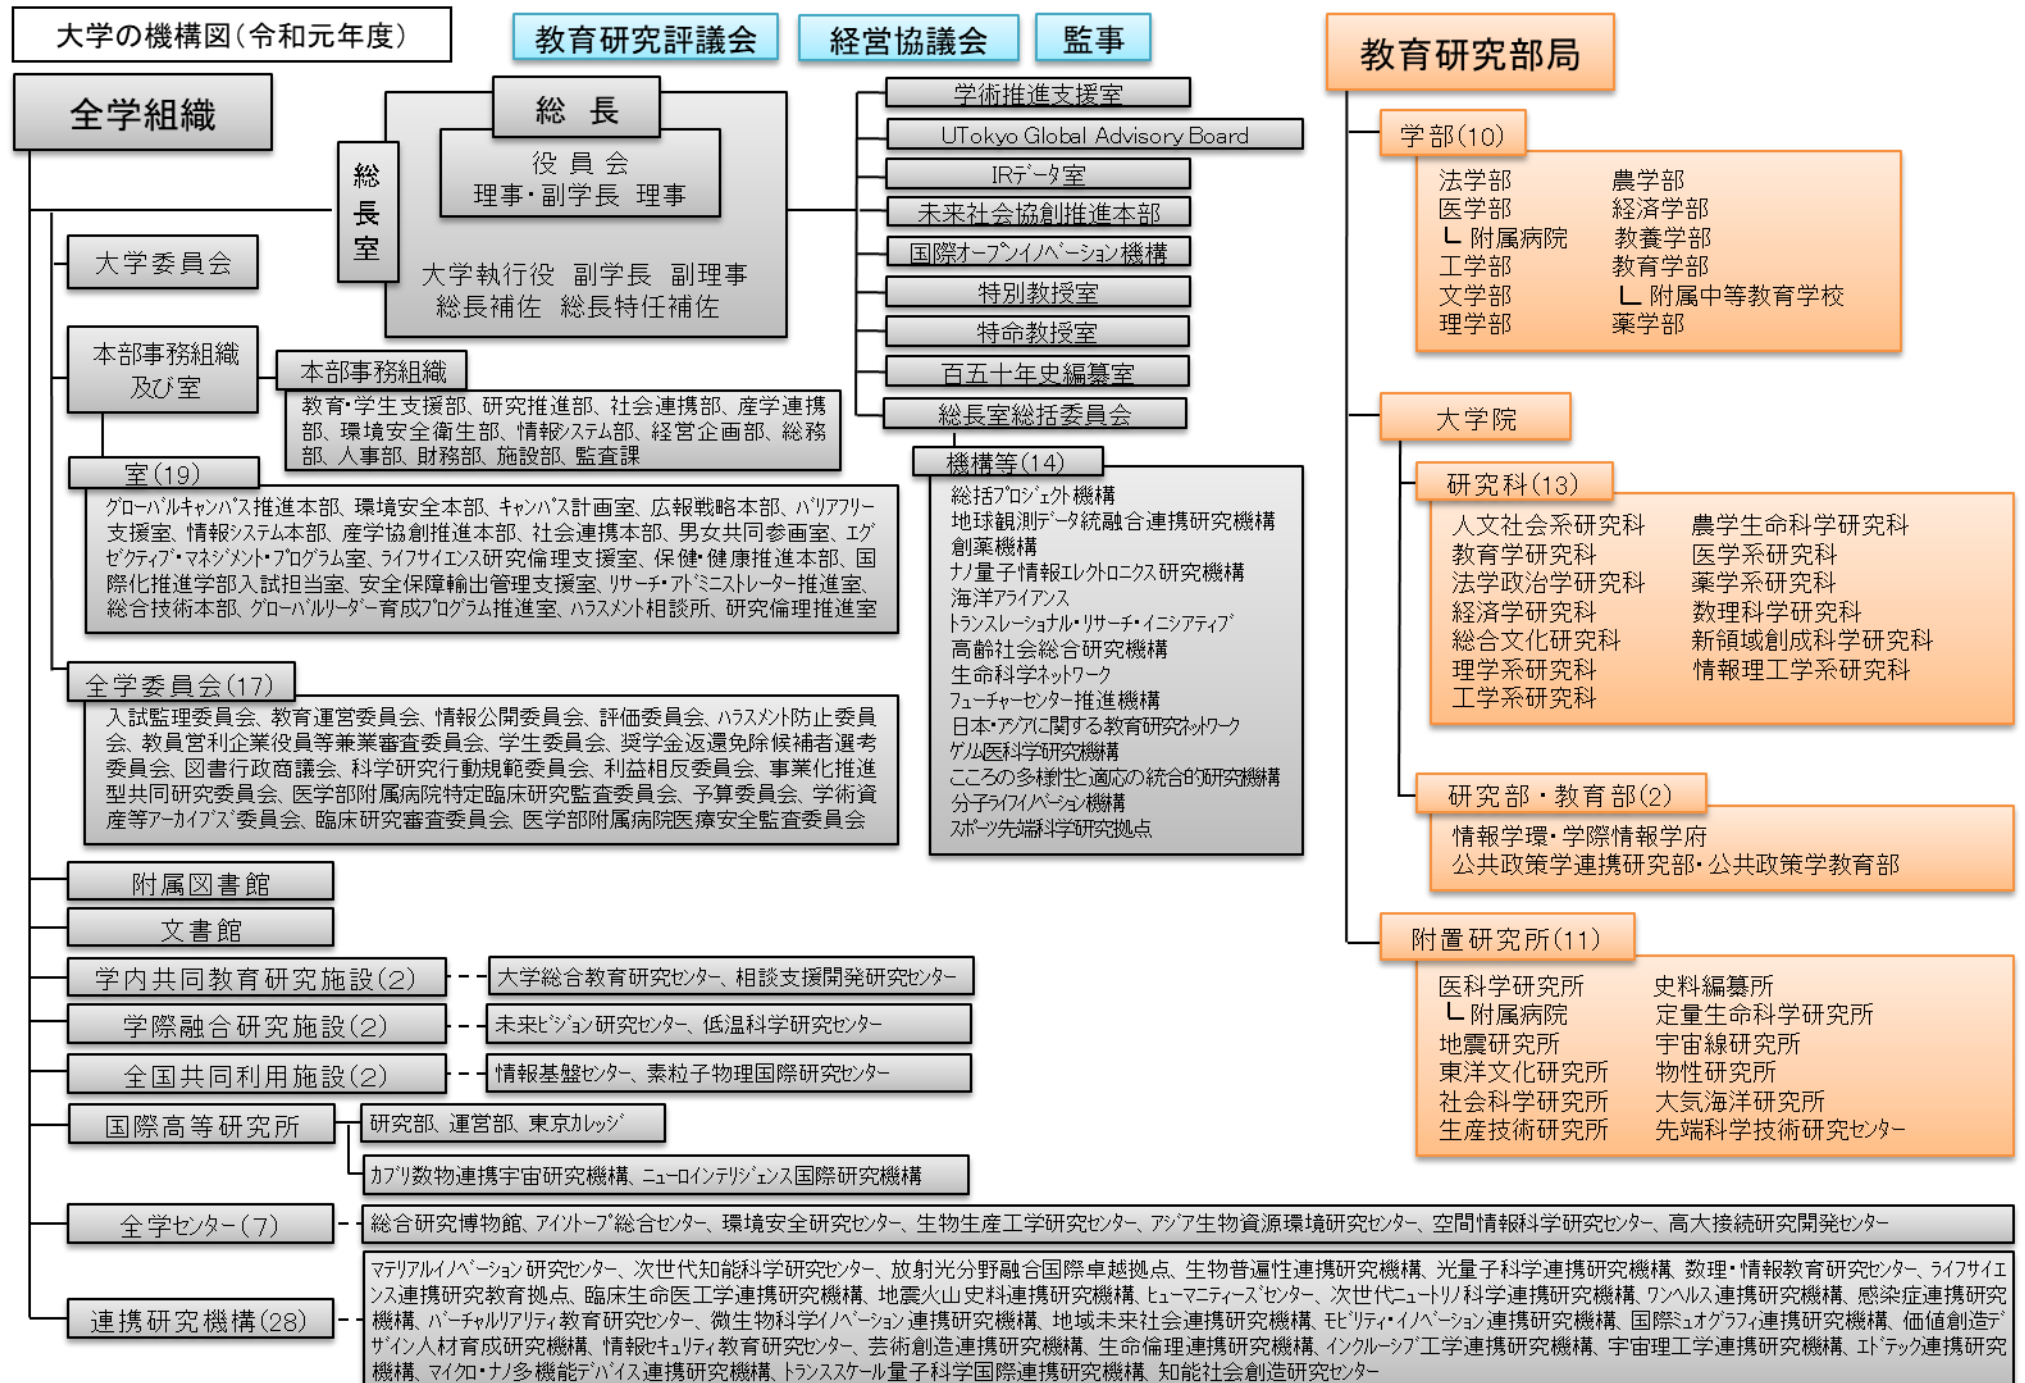 大学の機構図(令和元年度)
教育研究評議会
経営協議会
監事
全学組織
総長室
総 長
役 員 会
理事・副学長 理事
大学執行役 副学長 副理事
総長補佐 総長特任補佐
学術推進支援室
UTokyo Global Advisory Board
IRデータ室
未来社会協創推進本部
国際オープンイノベーション機構
特別教授室
特命教授室
百五十年史編纂室
総長室総括委員会
機構等(14)
総括プロジェクト機構
地球観測データ統融合連携研究機構
創薬機構
ナノ量子情報エレクトロニクス研究機構
海洋アライアンス
トランスレーショナル・リサーチ・イニシアティブ
高齢社会総合研究機構
生命科学ネットワーク
フューチャーセンター推進機構
日本・アジアに関する教育研究ネットワーク
ゲノム医科学研究機構
こころの多様性と適応の統合的研究機構
分子ライフイノベーション機構
スポーツ先端科学研究拠点
大学委員会
本部事務組織
及び室
本部事務組織
教育・学生支援部、研究推進部、社会連携部、産学連携
部、環境安全衛生部、情報システム部、経営企画部、総務
部、人事部、財務部、施設部、監査課
室(19)
グローバルキャンパス推進本部、環境安全本部、キャンパス計画室、広報戦略本部、バリアフリー
支援室、情報システム本部、産学協創推進本部、社会連携本部、男女共同参画室、エグ
ゼクティブ・マネジメント・プログラム室、ライフサイエンス研究倫理支援室、保健・健康推進本部、国
際化推進学部入試担当室、安全保障輸出管理支援室、リサーチ・アドミニストレーター推進室、
総合技術本部、グローバルリーダー育成プログラム推進室、ハラスメント相談所、研究倫理推進室
全学委員会(17)
入試監理委員会、教育運営委員会、情報公開委員会、評価委員会、ハラスメント防止委員
会、教員営利企業役員等兼業審査委員会、学生委員会、奨学金返還免除候補者選考
委員会、図書行政商議会、科学研究行動規範委員会、利益相反委員会、事業化推進
型共同研究委員会、医学部附属病院特定臨床研究監査委員会、予算委員会、学術資
産等アーカイブズ委員会、臨床研究審査委員会、医学部附属病院医療安全監査委員会
附属図書館
文書館
学内共同教育研究施設(2)
大学総合教育研究センター、相談支援開発研究センター
学際融合研究施設(2)
未来ビジョン研究センター、低温科学研究センター
全国共同利用施設(2)
情報基盤センター、素粒子物理国際研究センター
国際高等研究所
研究部、運営部、東京カレッジ
カブリ数物連携宇宙研究機構、ニューロインテリジェンス国際研究機構
全学センター(7)
総合研究博物館、アイソトープ総合センター、環境安全研究センター、生物生産工学研究センター、アジア生物資源環境研究センター、空間情報科学研究センター、高大接続研究開発センター
連携研究機構(28)
マテリアルイノベーション研究センター、次世代知能科学研究センター、放射光分野融合国際卓越拠点、生物普遍性連携研究機構、光量子科学連携研究機構、数理・情報教育研究センター、ライフサイエ
ンス連携研究教育拠点、臨床生命医工学連携研究機構、地震火山史料連携研究機構、ヒューマニティーズセンター、次世代ニュートリノ科学連携研究機構、ワンヘルス連携研究機構、感染症連携研究
機構、バーチャルリアリティ教育研究センター、微生物科学イノベーション連携研究機構、地域未来社会連携研究機構、モビリティ・イノベーション連携研究機構、国際ミュオグラフィ連携研究機構、価値創造デ
ザイン人材育成研究機構、情報セキュリティ教育研究センター、芸術創造連携研究機構、生命倫理連携研究機構、インクルーシブ工学連携研究機構、宇宙理工学連携研究機構、エドテック連携研究
機構、マイクロ・ナノ多機能デバイス連携研究機構、トランススケール量子科学国際連携研究機構、知能社会創造研究センター
教育研究部局
学部(10)
法学部
医学部
附属病院
工学部
文学部
理学部
農学部
経済学部
教養学部
教育学部
附属中等教育学校
薬学部
大学院
研究科(13)
人文社会系研究科
教育学研究科
法学政治学研究科
経済学研究科
総合文化研究科
理学系研究科
工学系研究科
農学生命科学研究科
医学系研究科
薬学系研究科
数理科学研究科
新領域創成科学研究科
情報理工学系研究科
研究部・教育部(2)
情報学環・学際情報学府
公共政策学連携研究部・公共政策学教育部
附置研究所(11)
医科学研究所
附属病院
地震研究所
東洋文化研究所
社会科学研究所
生産技術研究所
史料編纂所
定量生命科学研究所
宇宙線研究所
物性研究所
大気海洋研究所
先端科学技術研究センター